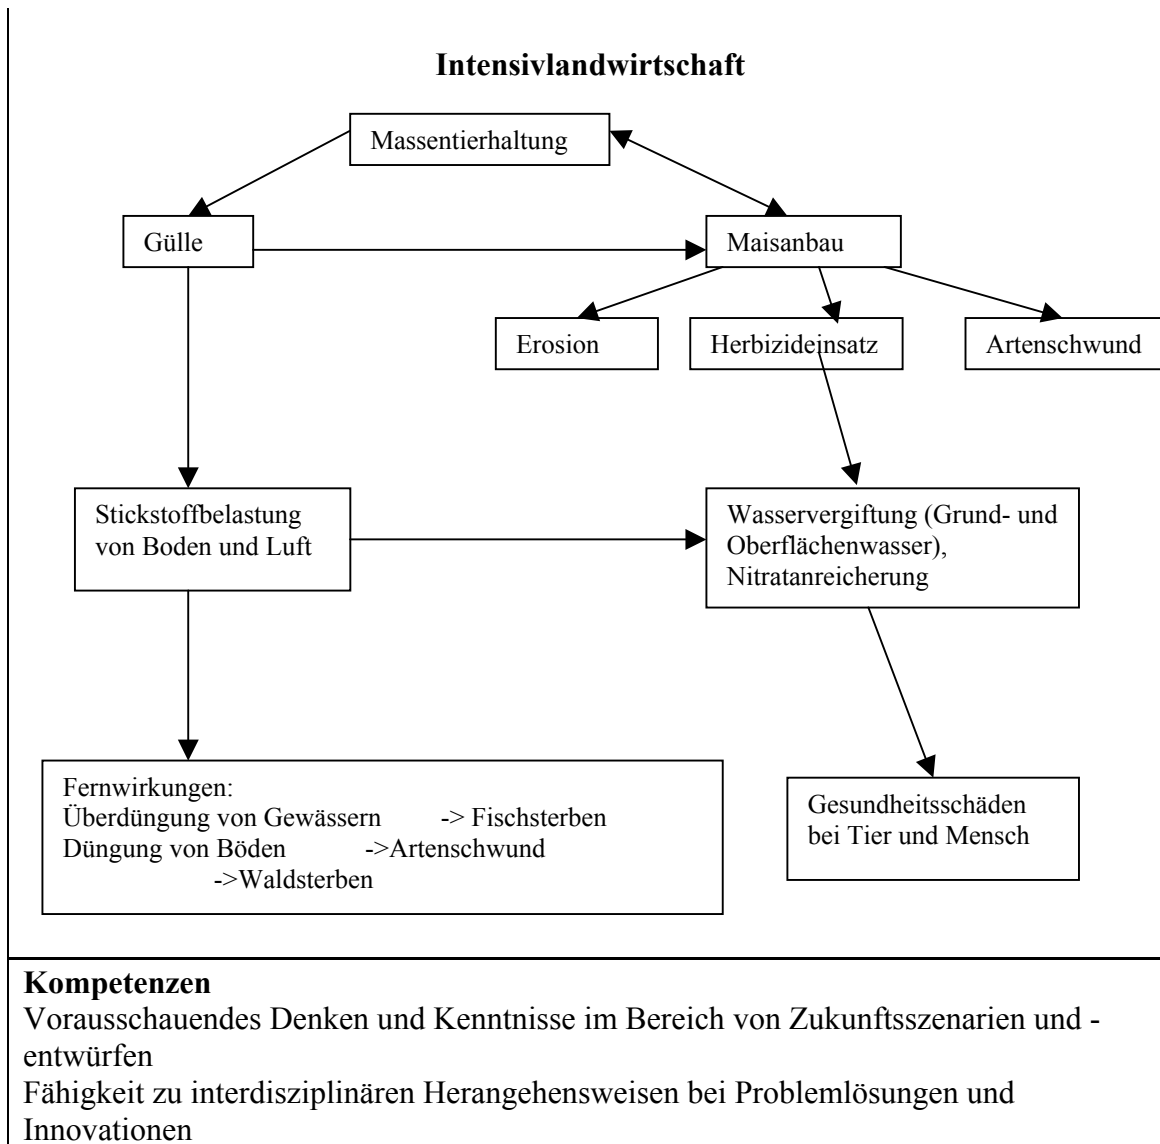 Intensivlandwirtschaft
Massentierhaltung
Gülle
Maisanbau
Erosion
Herbizideinsatz
Artenschwund
Stickstoffbelastung
von Boden und Luft
Wasservergiftung (Grund- und
Oberflächenwasser),
Nitratanreicherung
Fernwirkungen:
Überdüngung von Gewässern -> Fischsterben
Düngung von Böden ->Artenschwund
->Waldsterben
Gesundheitsschäden
bei Tier und Mensch
Kompetenzen
Vorausschauendes Denken und Kenntnisse im Bereich von Zukunftsszenarien und -
entwürfen
Fähigkeit zu interdisziplinären Herangehensweisen bei Problemlösungen und
Innovationen